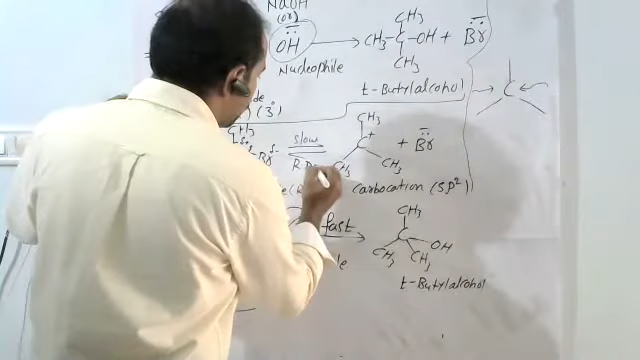 NaOH
(or)
OH
CH3
CH3-C-OH + Br
CH3
Nucleophile
t-Butylalcohol
C
(3°)
CH3
CH3
slow
C+
+ Br
δ-
Br
CH3
CH3
Carbocation (SP2)
fast
CH3
C
OH
CH3
CH3
t-Butylalcohol